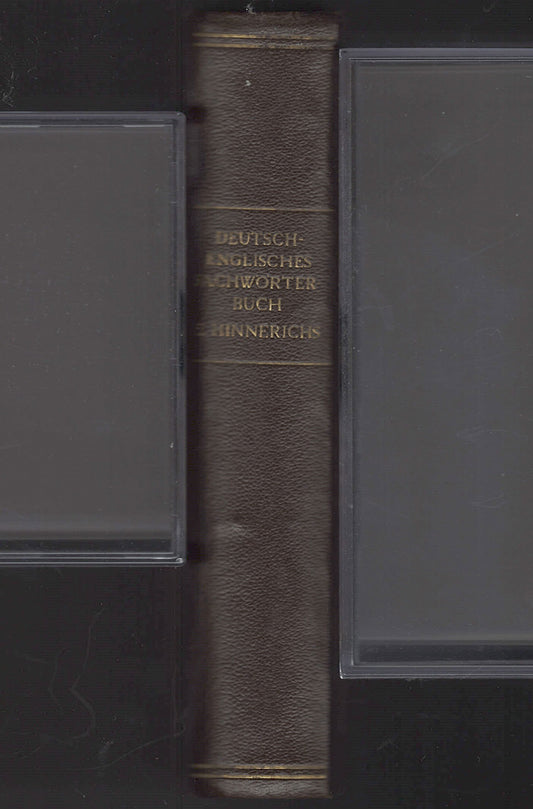 DEUTSCH-
ENGLISCHES
FACHWÖRTER
BUCH
HINNERICHS